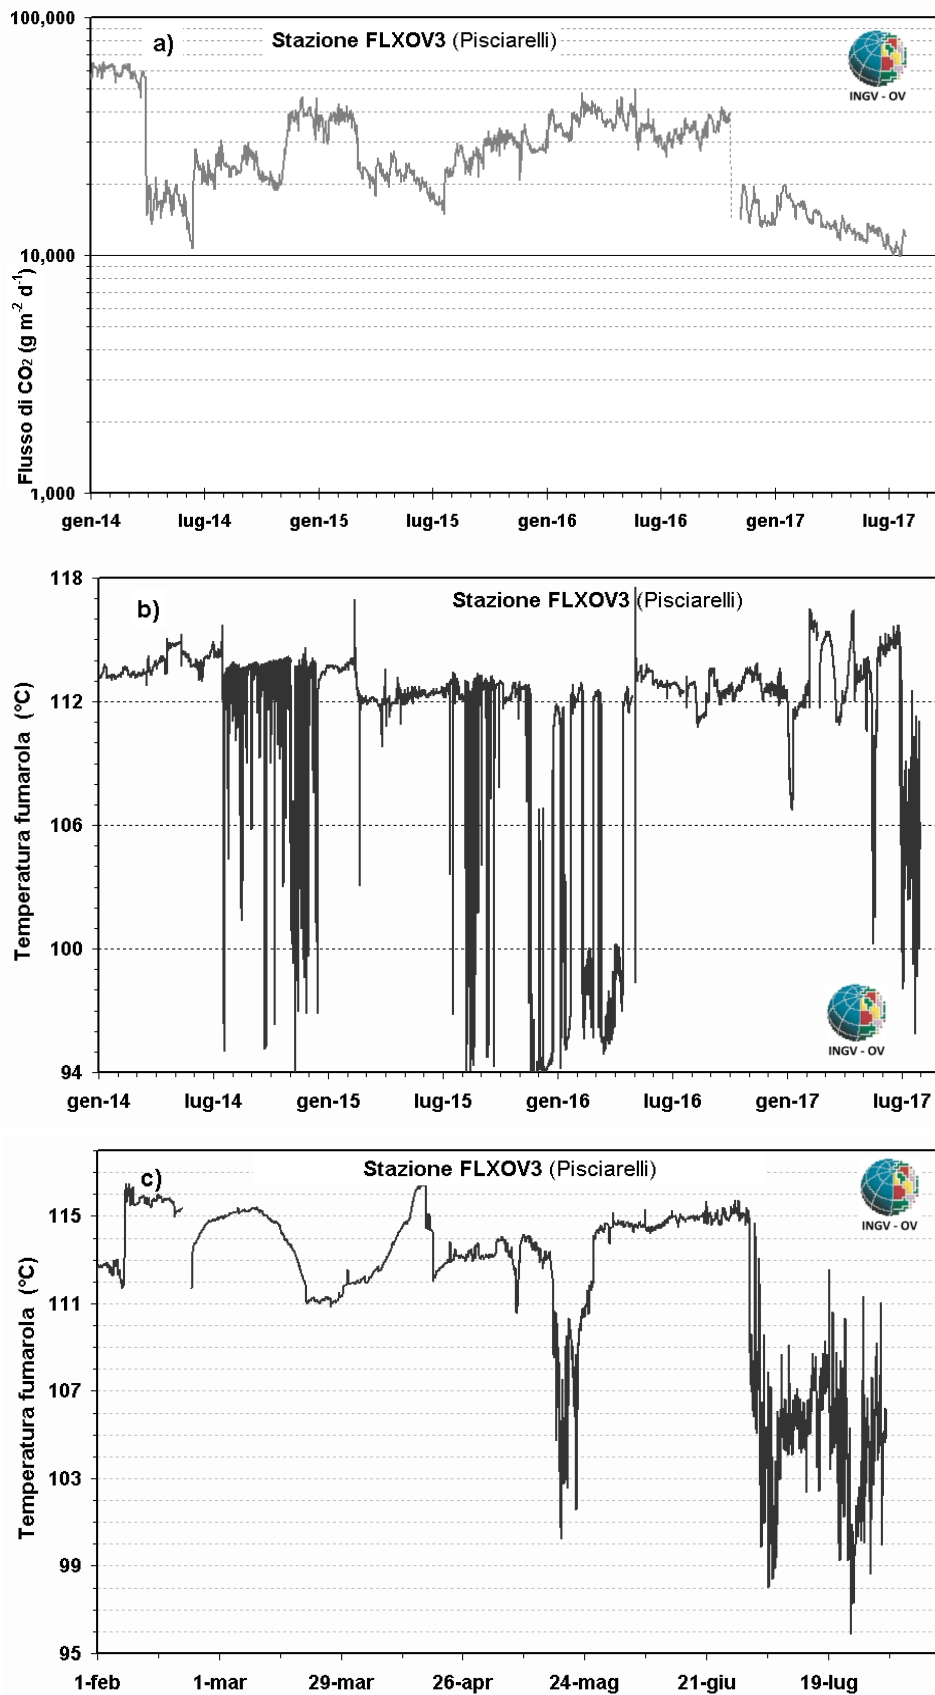 100,000
a)
Stazione FLXOV3 (Pisciarelli)
INGV - OV
10,000
Flusso di CO2 (g m-2 d-1)
1,000
gen-14 lug-14 gen-15 lug-15 gen-16 lug-16 gen-17 lug-17
118
b)
Stazione FLXOV3 (Pisciarelli)
112
Temperatura fumarola (°C)
106
100
INGV - OV
94
gen-14 lug-14 gen-15 lug-15 gen-16 lug-16 gen-17 lug-17
c)
Stazione FLXOV3 (Pisciarelli)
INGV - OV
115
Temperatura fumarola (°C)
111
107
103
99
95
1-feb 1-mar 29-mar 26-apr 24-mag 21-giu 19-lug